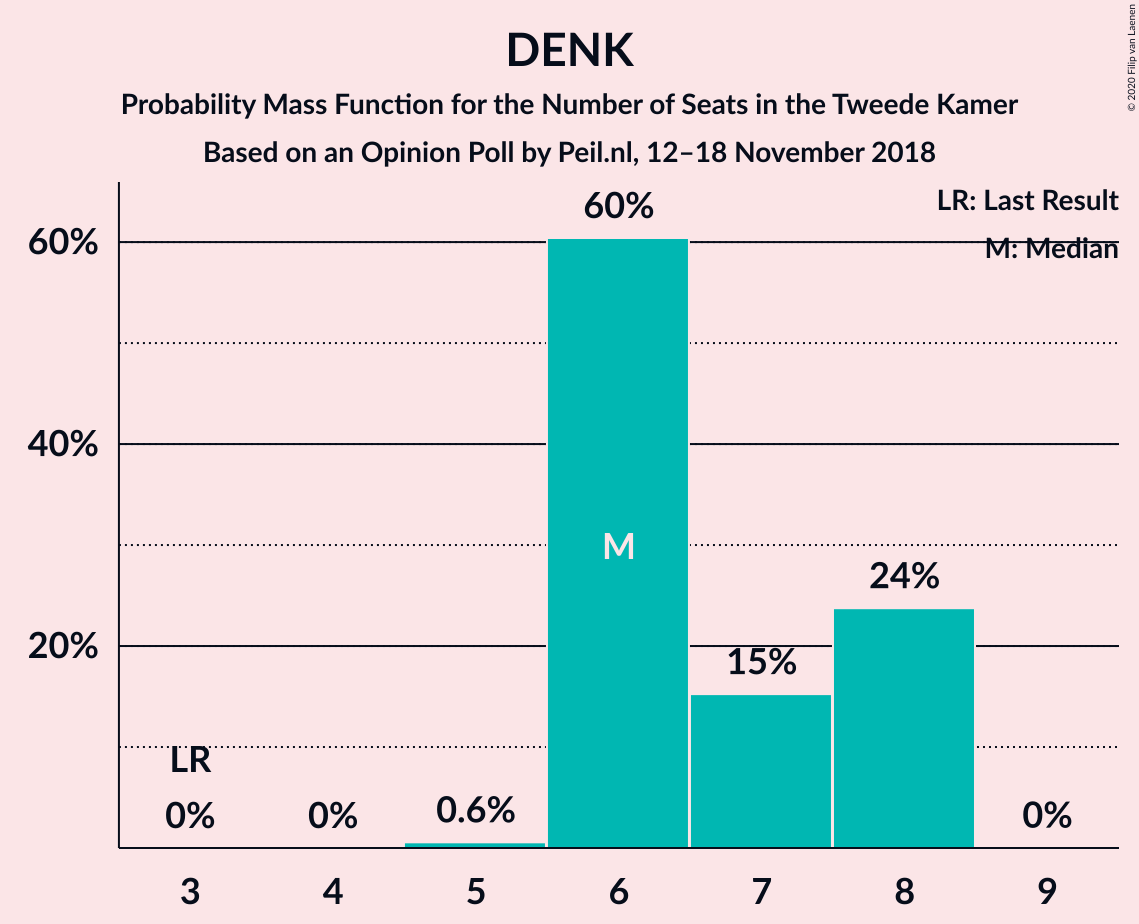 DENK
Probability Mass Function for the Number of Seats in the Tweede Kamer
Based on an Opinion Poll by Peil.nl, 12–18 November 2018
© 2020 Filip van Laenen
LR: Last Result
M: Median
60%
40%
20%
LR
0%
0%
0.6%
60%
M
15%
24%
0%
3 4 5 6 7 8 9